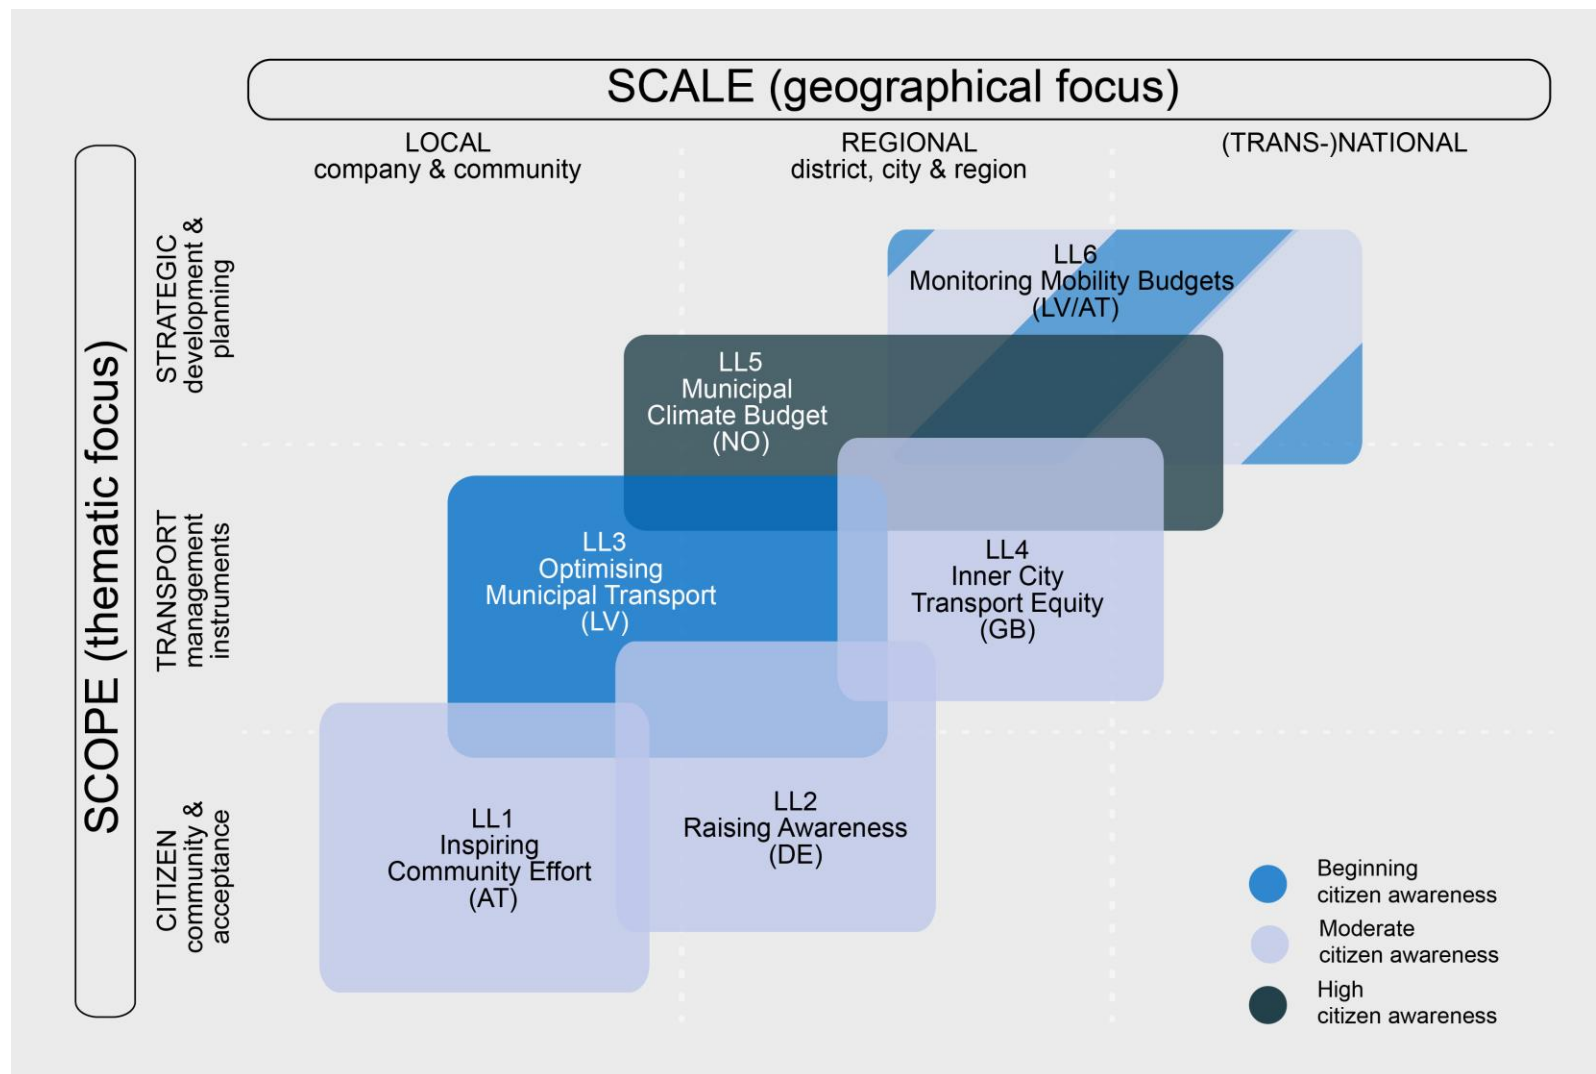 SCALE (geographical focus)
LOCAL
company & community
REGIONAL
district, city & region
(TRANS-)NATIONAL
SCOPE (thematic focus)
STRATEGIC
development &
planning
TRANSPORT
management
instruments
CITIZEN
community &
acceptance
LL6
Monitoring Mobility Budgets
(LV/AT)
LL5
Municipal
Climate Budget
(NO)
LL3
Optimising
Municipal Transport
(LV)
LL4
Inner City
Transport Equity
(GB)
LL1
Inspiring
Community Effort
(AT)
LL2
Raising Awareness
(DE)
Beginning
citizen awareness
Moderate
citizen awareness
High
citizen awareness